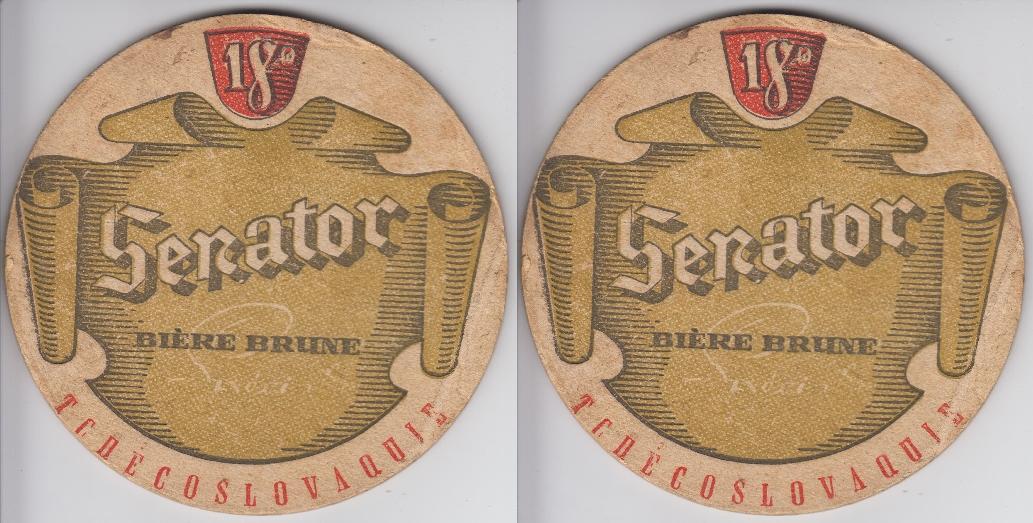 18°
Senator
BIÈRE BRUNE
TCHÉCOSLOVAQUIE
18°
Senator
BIÈRE BRUNE
TCHÉCOSLOVAQUIE